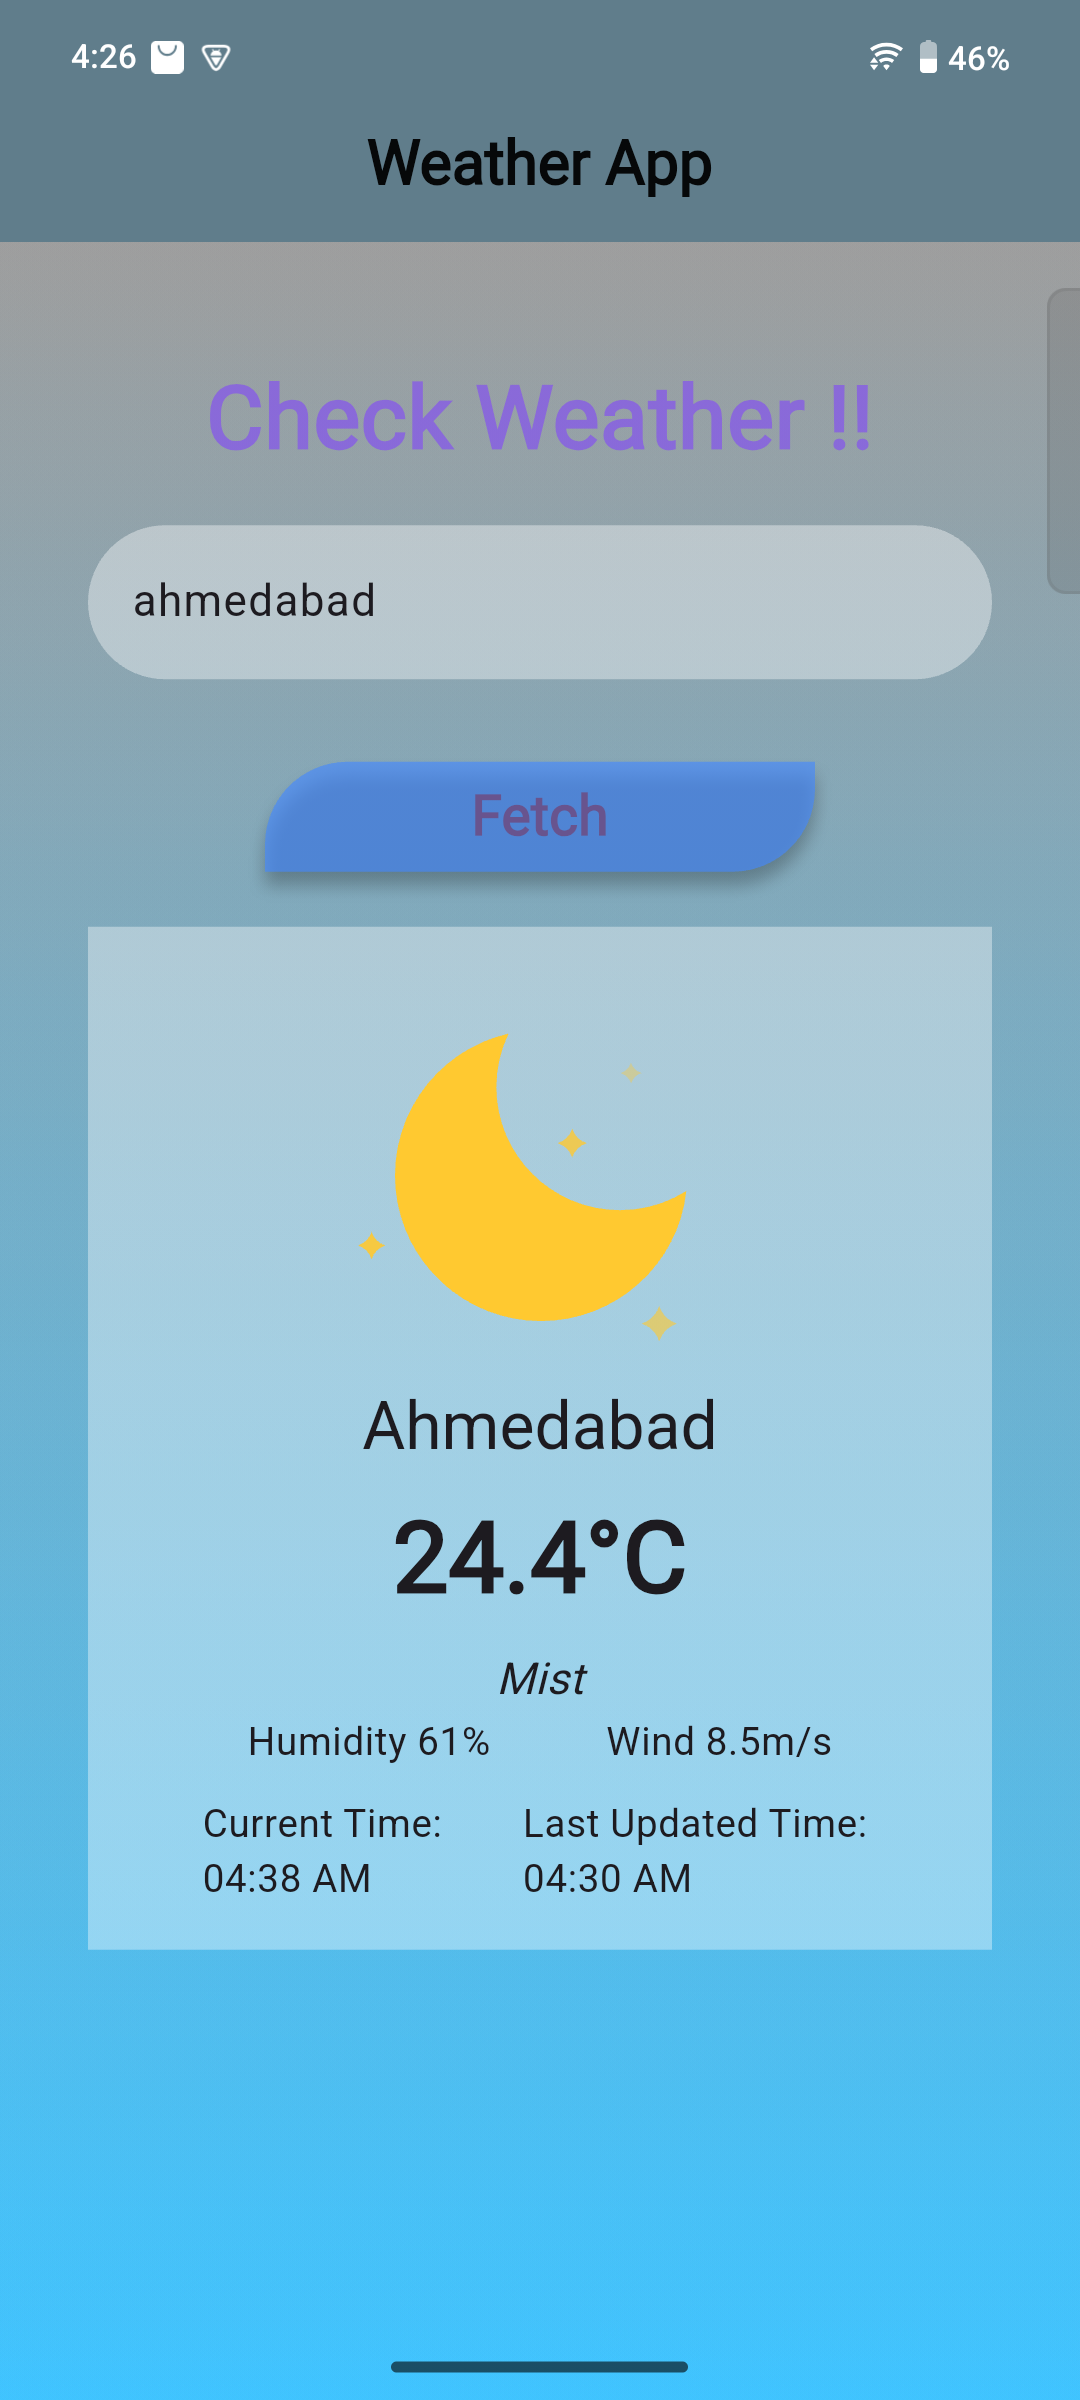 4:26 46%
Weather App
Check Weather !!
ahmedabad
Fetch
Ahmedabad
24.4°C
Mist
Humidity 61% Wind 8.5m/s
Current Time: Last Updated Time:
04:38 AM 04:30 AM